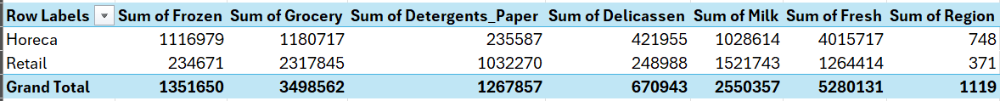 Row Labels Sum of Frozen Sum of Grocery Sum of Detergents_Paper Sum of Delicassen Sum of Milk Sum of Fresh Sum of Region
Horeca 1116979 1180717 235587 421955 1028614 4015717 748
Retail 234671 2317845 1032270 248988 1521743 1264414 371
Grand Total 1351650 3498562 1267857 670943 2550357 5280131 1119